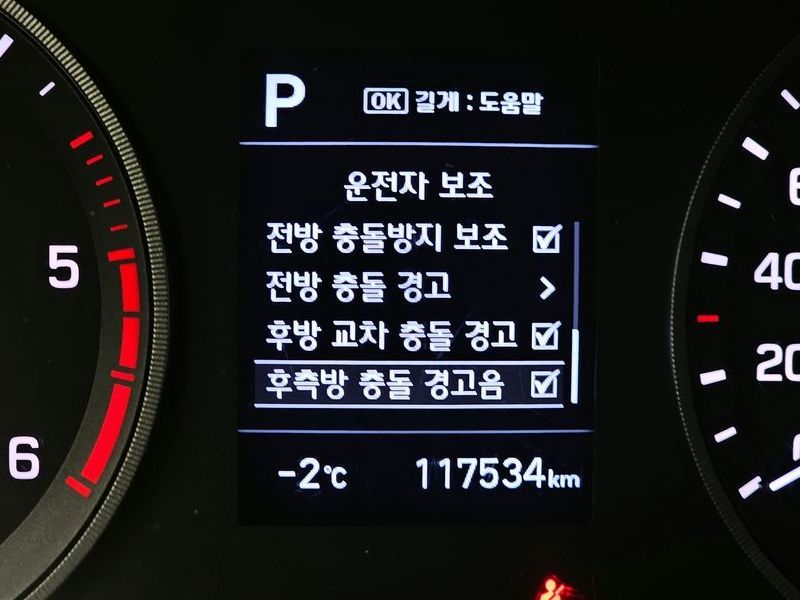 P
OK 길게 : 도움말
운전자 보조
전방 충돌방지 보조
전방 충돌 경고
후방 교차 충돌 경고
후측방 충돌 경고음
-2℃ 117534km
5
6
40
20